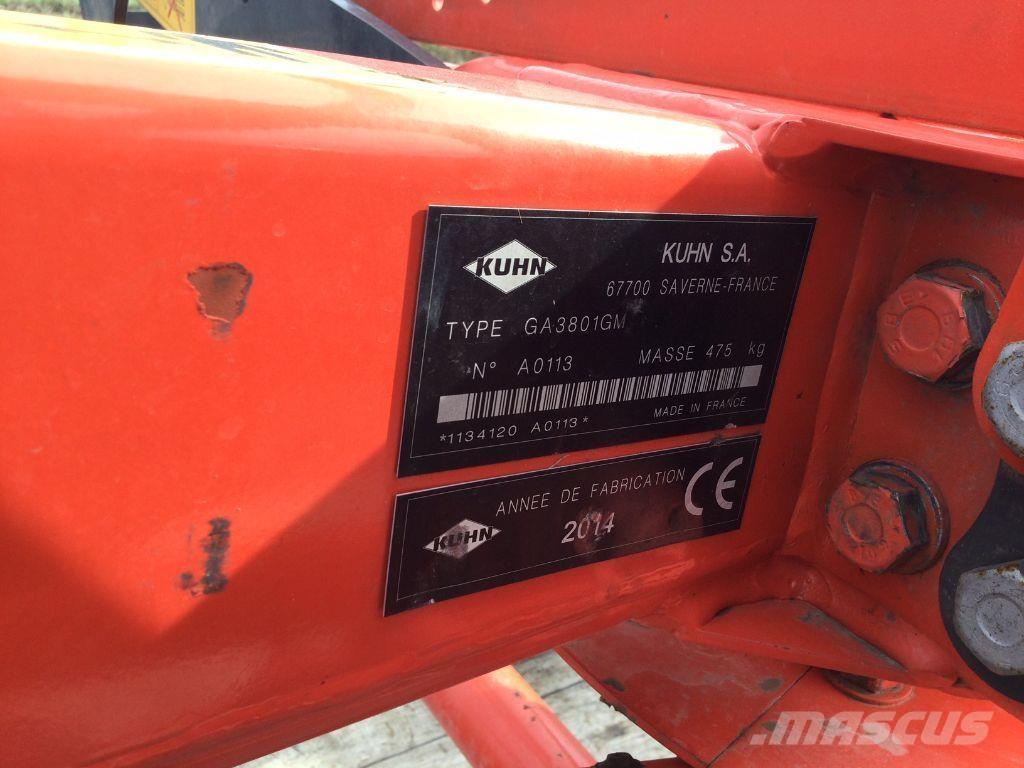 KUHN
KUHN S.A.
67700 SAVERNE-FRANCE
TYPE GA3801GM
N° A0113 MASSE 475 kg
*1134120 A0113*
MADE IN FRANCE
KUHN
ANNEE DE FABRICATION
2014
CE
MASCUS